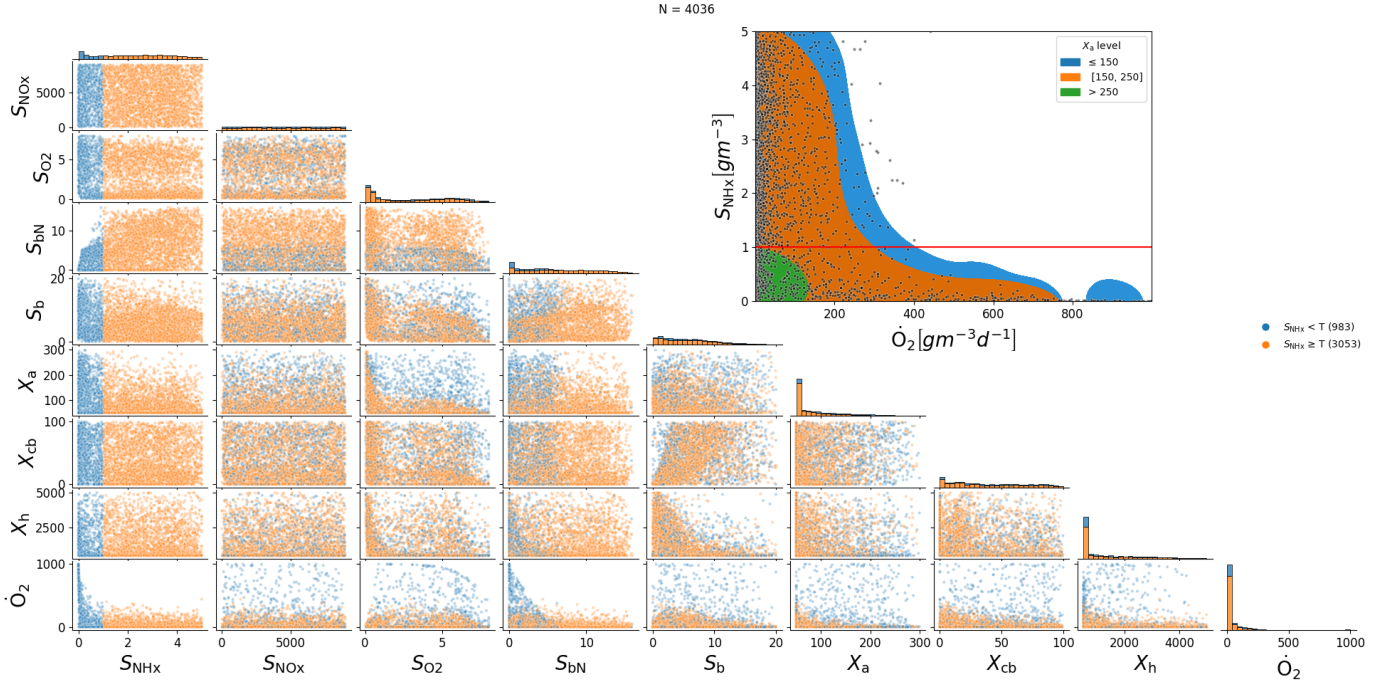 N = 4036
S_NOx
5000
0
S_O2
5
0
S_bN
10
0
S_b
20
0
X_a
300
200
100
X_cb
100
0
X_h
5000
2500
Ȯ_2
1000
0
0 2 4
S_NHx
0 5000
S_NOx
0 5
S_O2
0 10
S_bN
0 10 20
S_b
100 200 300
X_a
0 50 100
X_cb
2000 4000
X_h
0 500 1000
Ȯ_2
S_NHx [gm⁻³]
5
4
3
2
1
0
200 400 600 800
Ȯ_2 [gm⁻³d⁻¹]
X_a level
≤ 150
[150, 250]
> 250
S_NHx < T (983)
S_NHx ≥ T (3053)